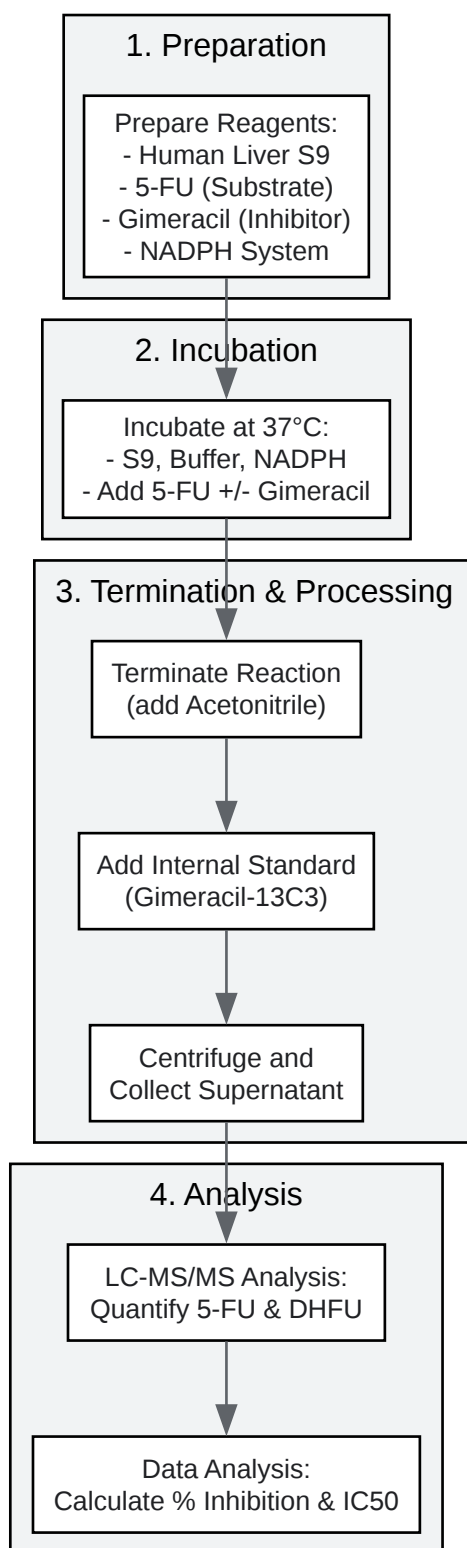 1. Preparation
Prepare Reagents:
- Human Liver S9
- 5-FU (Substrate)
- Gimeracil (Inhibitor)
- NADPH System
2. Incubation
Incubate at 37°C:
- S9, Buffer, NADPH
- Add 5-FU +/- Gimeracil
3. Termination & Processing
Terminate Reaction
(add Acetonitrile)
Add Internal Standard
(Gimeracil-13C3)
Centrifuge and
Collect Supernatant
4. Analysis
LC-MS/MS Analysis:
Quantify 5-FU & DHFU
Data Analysis:
Calculate % Inhibition & IC50